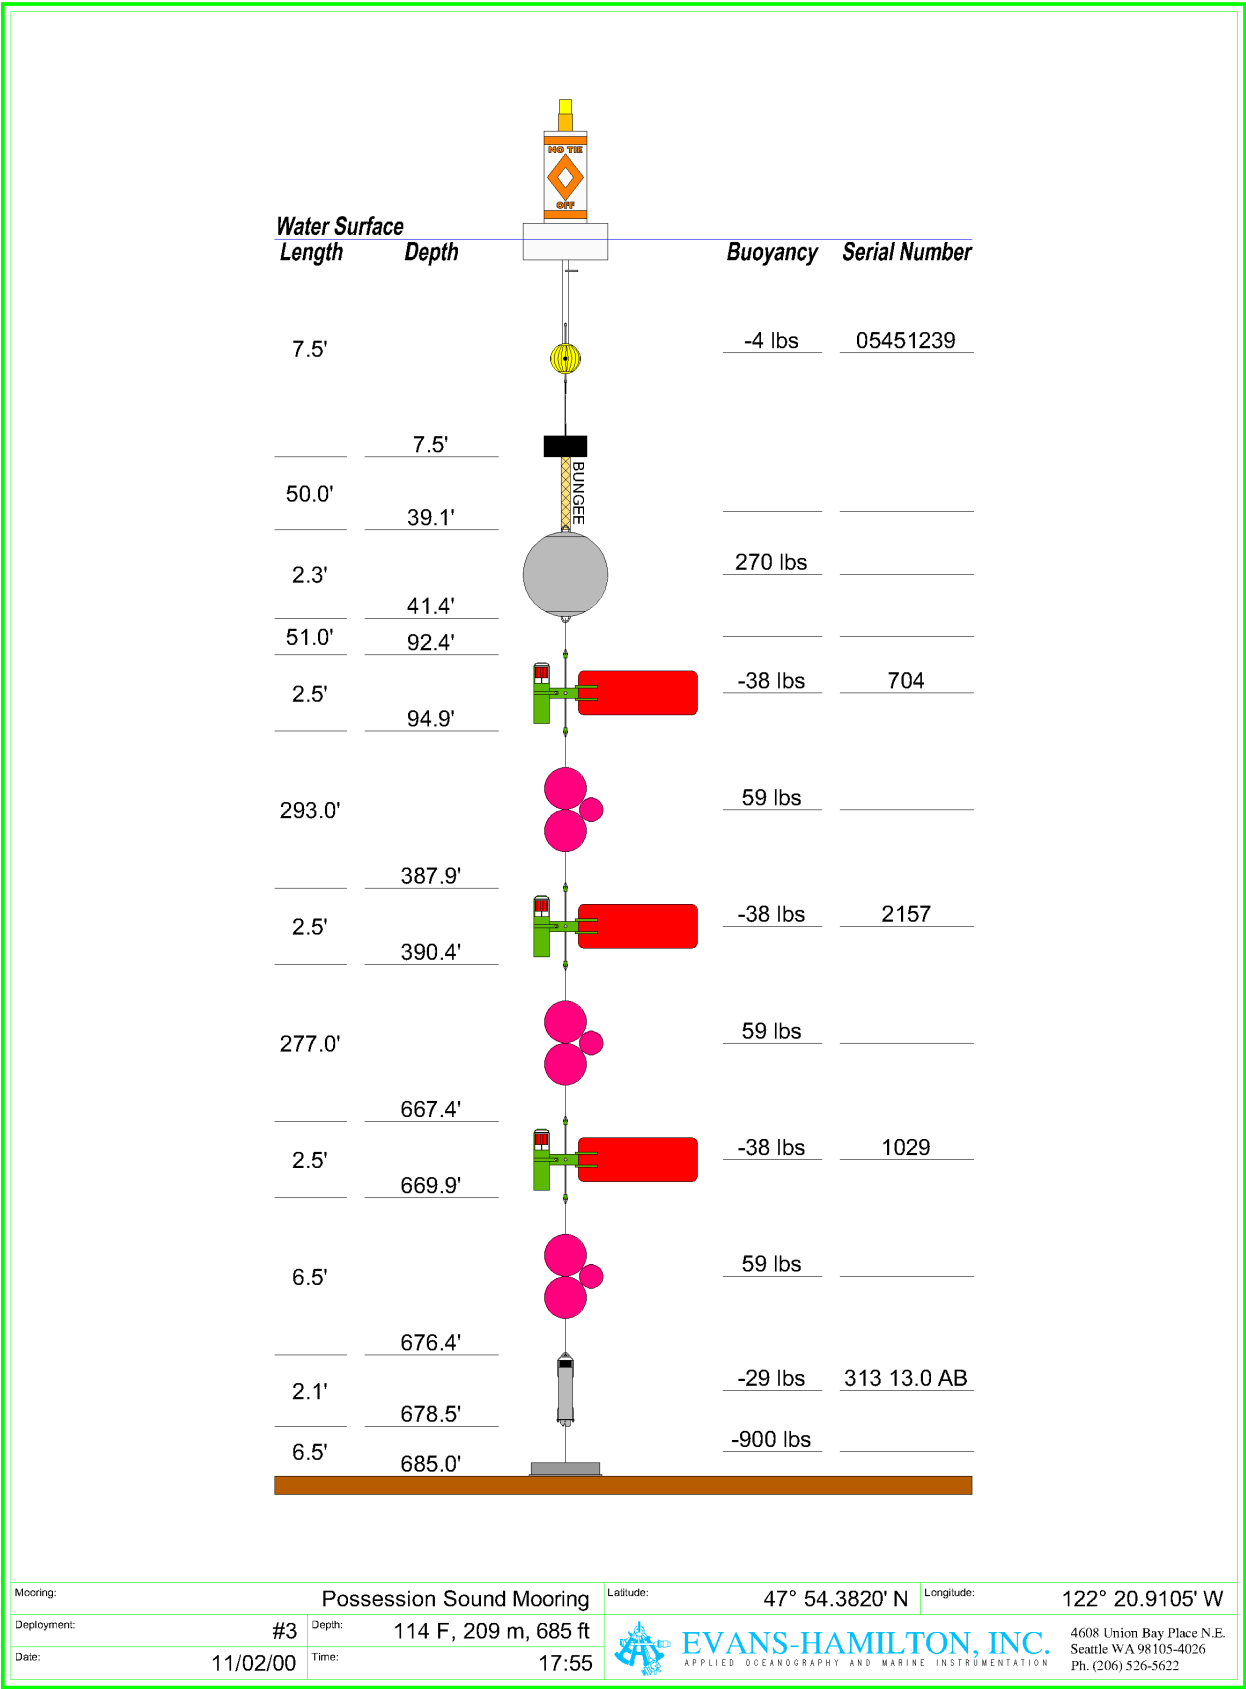 NO TIE
OFF
Water Surface
Length Depth Buoyancy Serial Number
7.5' -4 lbs 05451239
7.5'
BUNGEE
50.0'
39.1'
2.3' 270 lbs
41.4'
51.0' 92.4'
2.5' -38 lbs 704
94.9'
293.0' 59 lbs
387.9'
2.5' -38 lbs 2157
390.4'
277.0' 59 lbs
667.4'
2.5' -38 lbs 1029
669.9'
6.5' 59 lbs
676.4'
2.1' -29 lbs 313 13.0 AB
678.5'
6.5' -900 lbs
685.0'
Mooring: Possession Sound Mooring Latitude: 47° 54.3820' N Longitude: 122° 20.9105' W
Deployment: #3 Depth: 114 F, 209 m, 685 ft
Date: 11/02/00 Time: 17:55
EVANS-HAMILTON, INC.
APPLIED OCEANOGRAPHY AND MARINE INSTRUMENTATION
4608 Union Bay Place N.E.
Seattle WA 98105-4026
Ph. (206) 526-5622